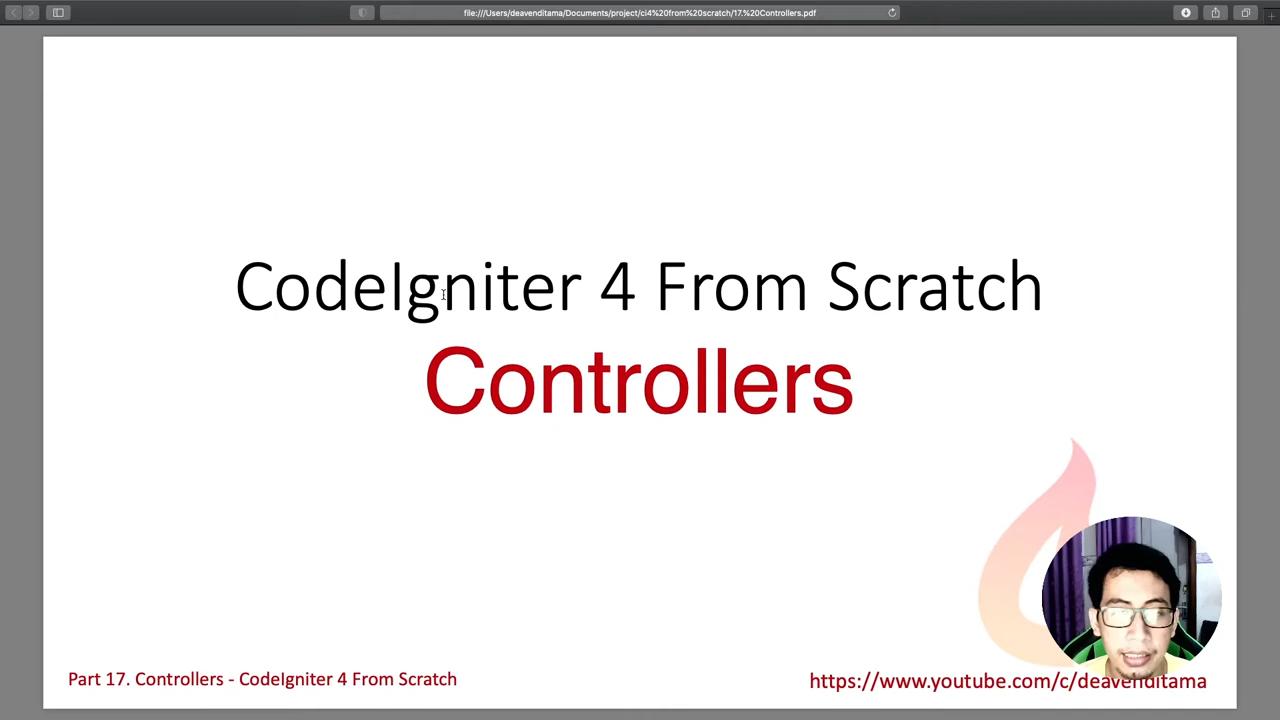 file:///Users/deavenditama/Documents/project/ci4%20from%20scratch/17.%20Controllers.pdf
CodeIgniter 4 From Scratch
Controllers
Part 17. Controllers - CodeIgniter 4 From Scratch
https://www.youtube.com/c/deavenditama